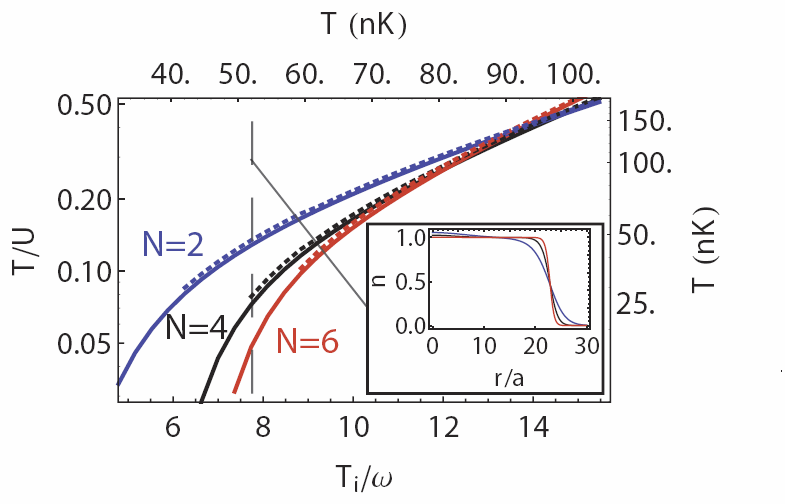 T (nK)
40. 50. 60. 70. 80. 90. 100.
0.50
0.20
0.10
0.05
T/U
150.
100.
50.
25.
T (nK)
N=2
N=4
N=6
1.0
0.5
0.0
n
0 10 20 30
r/a
6 8 10 12 14
T_i/ω